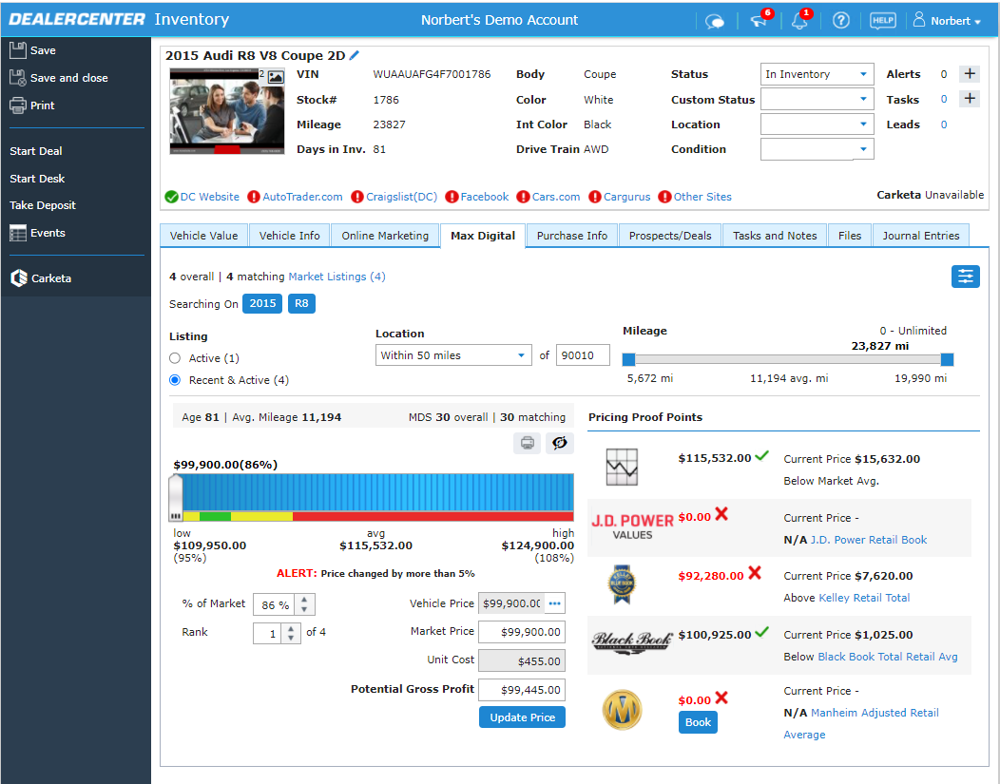 DEALERCENTER Inventory
Norbert's Demo Account
6
1
?
HELP
Norbert
Save
Save and close
Print
Start Deal
Start Desk
Take Deposit
Events
Carketa
2015 Audi R8 V8 Coupe 2D
2
VIN WUAAUAFG4F7001786 Body Coupe Status In Inventory Alerts 0 +
Stock# 1786 Color White Custom Status Tasks 0 +
Mileage 23827 Int Color Black Location Leads 0
Days in Inv. 81 Drive Train AWD Condition
DC Website AutoTrader.com Craigslist(DC) Facebook Cars.com Cargurus Other Sites
Carketa Unavailable
Vehicle Value Vehicle Info Online Marketing Max Digital Purchase Info Prospects/Deals Tasks and Notes Files Journal Entries
4 overall | 4 matching Market Listings (4)
Searching On 2015 R8
Listing
Active (1)
Recent & Active (4)
Location
Within 50 miles of 90010
Mileage 0 - Unlimited
23,827 mi
5,672 mi 11,194 avg. mi 19,990 mi
Age 81 | Avg. Mileage 11,194 MDS 30 overall | 30 matching
$99,900.00(86%)
low avg high
$109,950.00 $115,532.00 $124,900.00
(95%) (108%)
ALERT: Price changed by more than 5%
% of Market 86 % Vehicle Price $99,900.00 ...
Rank 1 of 4 Market Price $99,900.00
Unit Cost $455.00
Potential Gross Profit $99,445.00
Update Price
Pricing Proof Points
$115,532.00 Current Price $15,632.00
Below Market Avg.
J.D. POWER VALUES $0.00 Current Price -
N/A J.D. Power Retail Book
KELLEY BLUE BOOK $92,280.00 Current Price $7,620.00
Above Kelley Retail Total
Black Book $100,925.00 Current Price $1,025.00
Below Black Book Total Retail Avg
M $0.00 Current Price -
Book N/A Manheim Adjusted Retail
Average